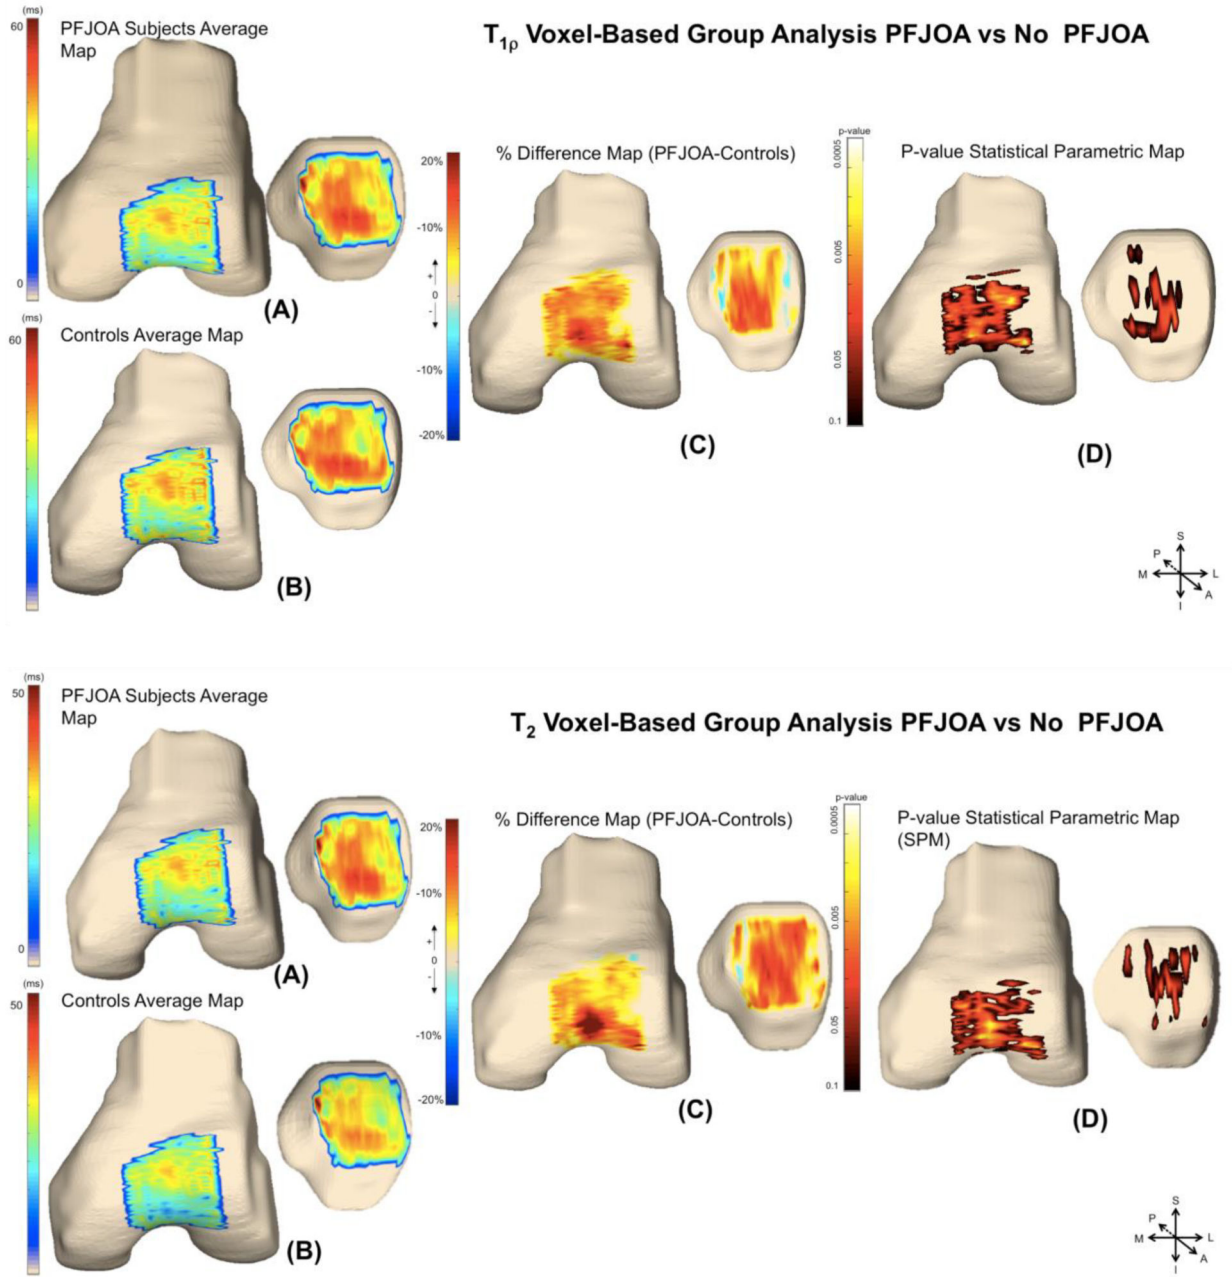 (ms)
60
0
PFJOA Subjects Average
Map
(A)
T1ρ Voxel-Based Group Analysis PFJOA vs No PFJOA
(ms)
60
Controls Average Map
(B)
20%
-10%
+
0
-
-10%
-20%
% Difference Map (PFJOA-Controls)
(C)
p-value
0.0005
0.005
0.05
0.1
P-value Statistical Parametric Map
(D)
S
P
M
L
A
I
(ms)
50
0
PFJOA Subjects Average
Map
(A)
T2 Voxel-Based Group Analysis PFJOA vs No PFJOA
(ms)
50
Controls Average Map
(B)
20%
-10%
+
0
-
-10%
-20%
% Difference Map (PFJOA-Controls)
(C)
p-value
0.0005
0.005
0.05
0.1
P-value Statistical Parametric Map
(SPM)
(D)
S
P
M
L
A
I